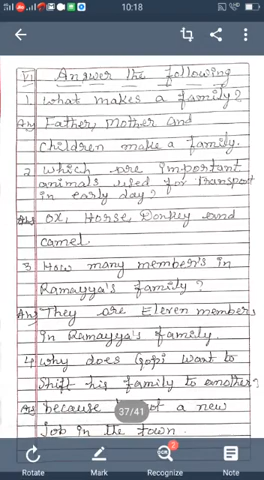 10:18
VI Answer the following
1 What makes a family?
Ans Father, Mother and
children make a family.
2 Which are important
animals used for transport
in early day?
Ans Ox, Horse, Donkey and
camel.
3 How many member's in
Ramayya's family?
Ans They are Eleven members
in Ramayya's family.
4 Why does Gopi want to
shift his family to another?
Ans because a new
job in the town.
37/41
2
Rotate Mark Recognize Notes